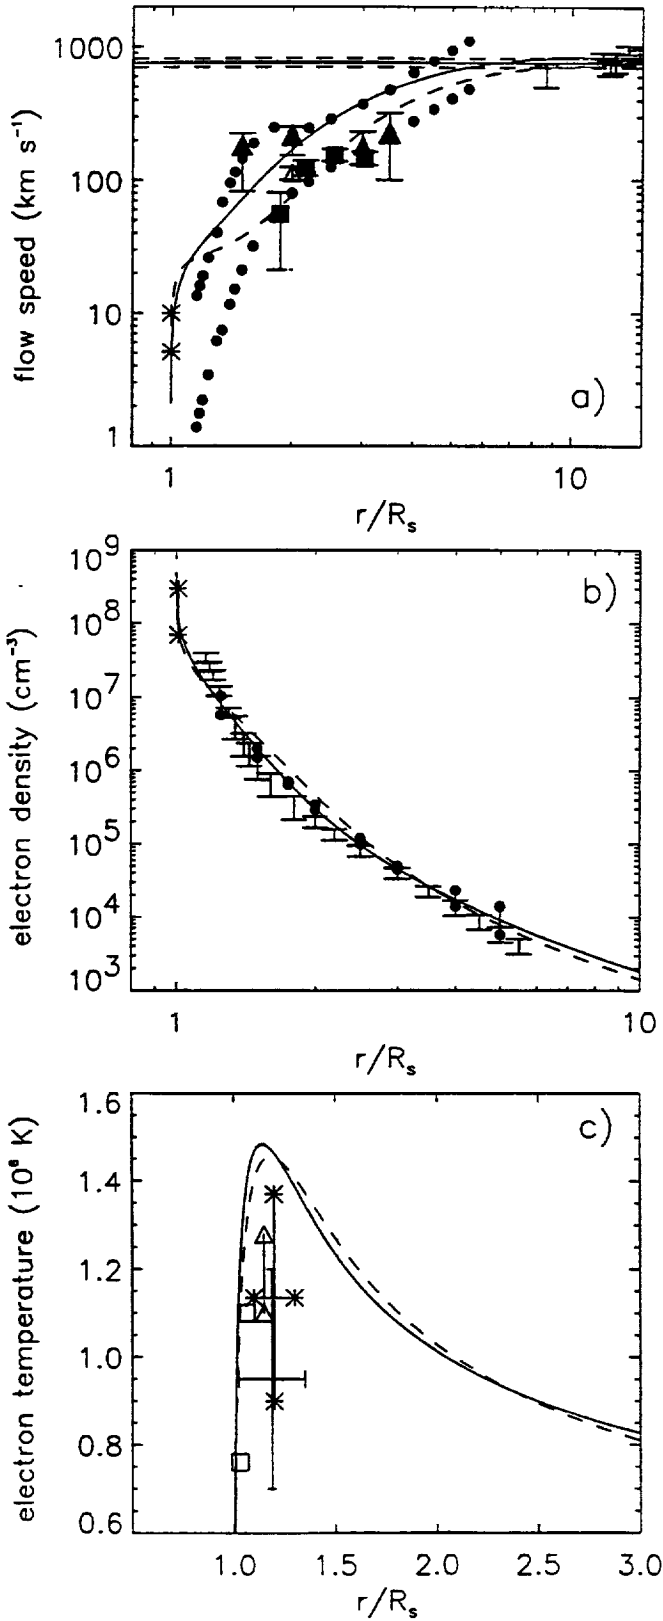 1000
100
10
1
flow speed (km s⁻¹)
a)
1
10
r/Rₛ
10⁹
10⁸
10⁷
10⁶
10⁵
10⁴
10³
electron density (cm⁻³)
b)
1
10
r/Rₛ
1.6
1.4
1.2
1.0
0.8
0.6
electron temperature (10⁶ K)
c)
1.0
1.5
2.0
2.5
3.0
r/Rₛ